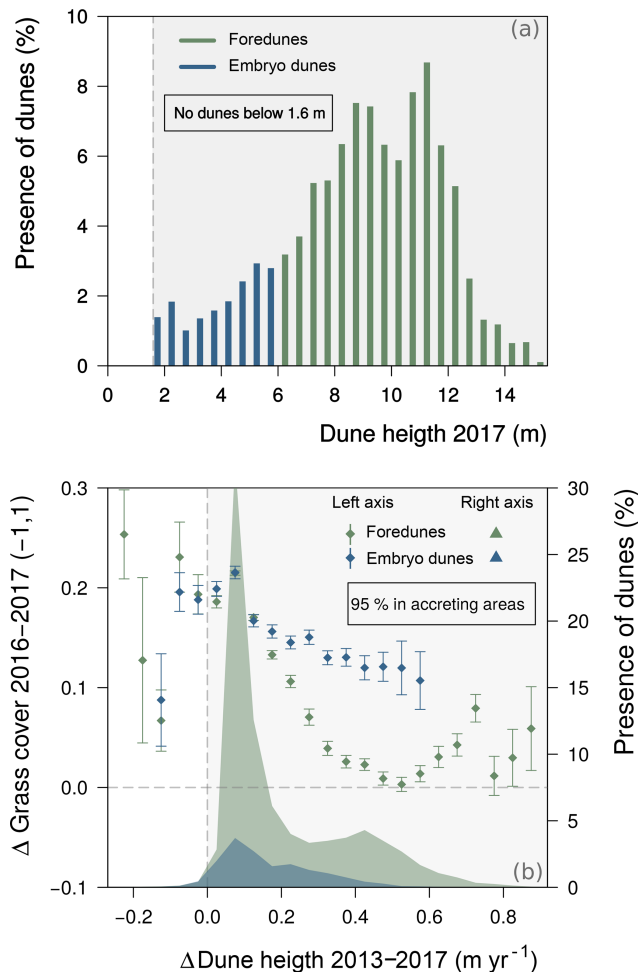 10
8
6
4
2
0
Presence of dunes (%)
(a)
Foredunes
Embryo dunes
No dunes below 1.6 m
0 2 4 6 8 10 12 14
Dune heigth 2017 (m)
0.3
0.2
0.1
0.0
−0.1
Δ Grass cover 2016−2017 (−1,1)
Left axis Right axis
Foredunes
Embryo dunes
95 % in accreting areas
30
25
20
15
10
5
0
Presence of dunes (%)
(b)
−0.2 0.0 0.2 0.4 0.6 0.8
ΔDune heigth 2013−2017 (m yr⁻¹)